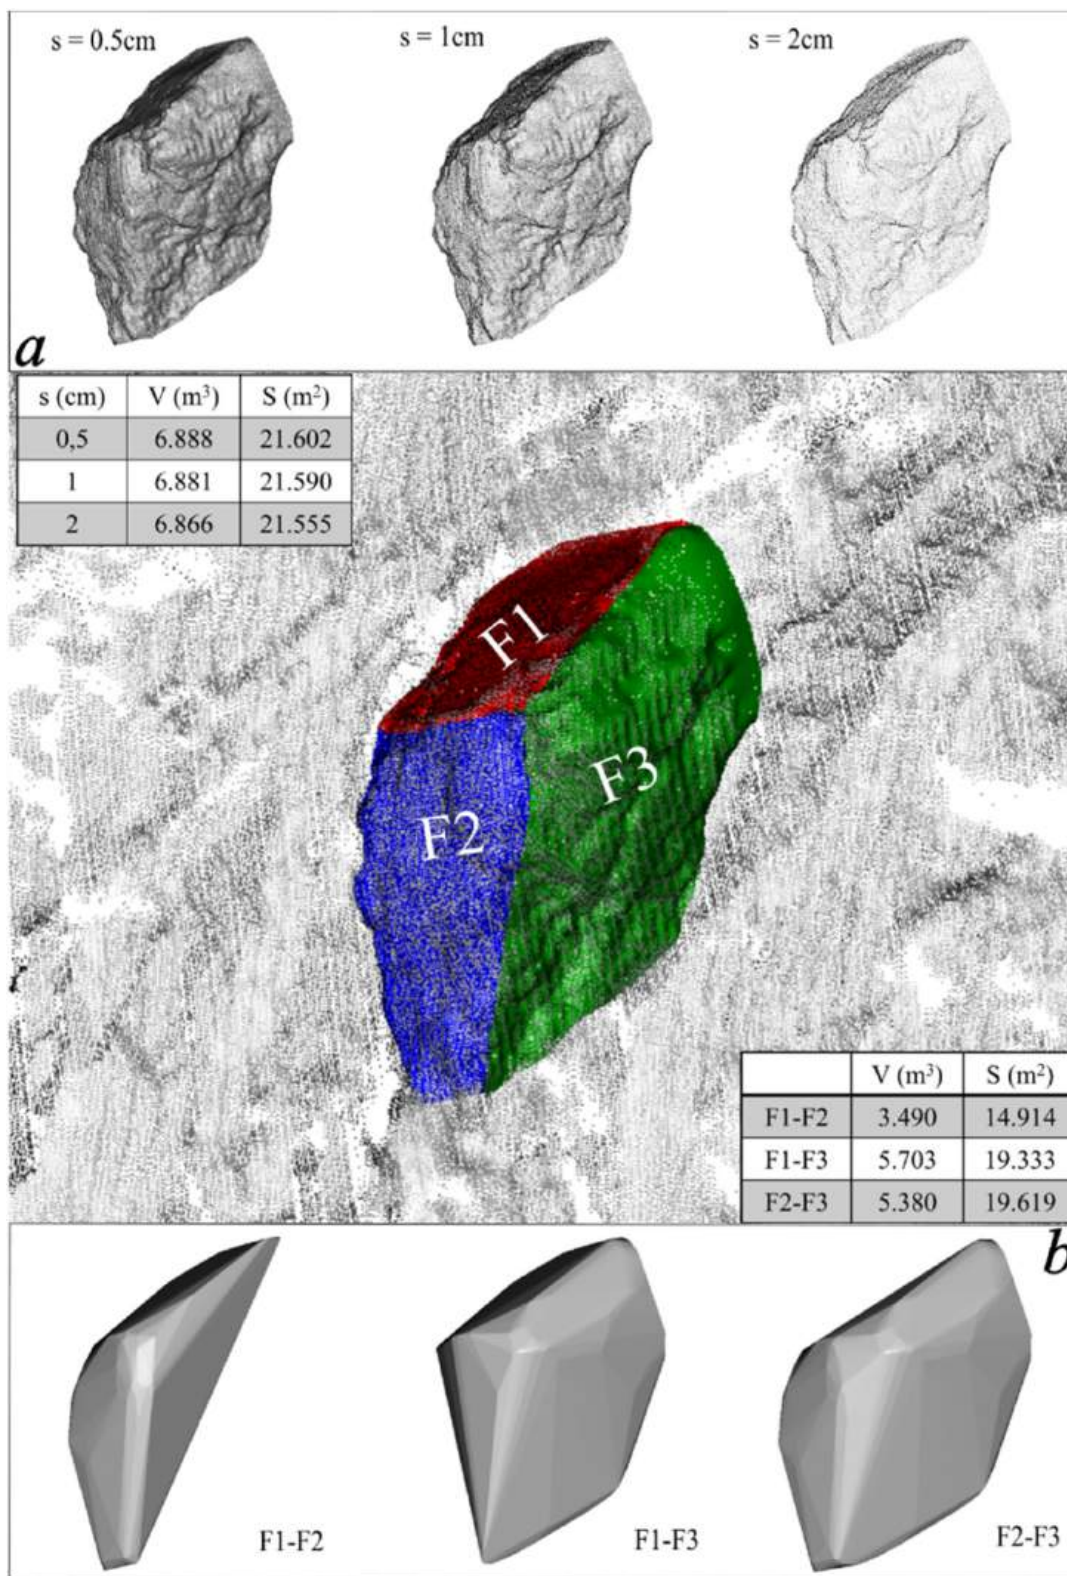 s = 0.5cm s = 1cm s = 2cm
a
s (cm) V (m³) S (m²)
0,5 6.888 21.602
1 6.881 21.590
2 6.866 21.555
F1
F2
F3
V (m³) S (m²)
F1-F2 3.490 14.914
F1-F3 5.703 19.333
F2-F3 5.380 19.619
b
F1-F2 F1-F3 F2-F3